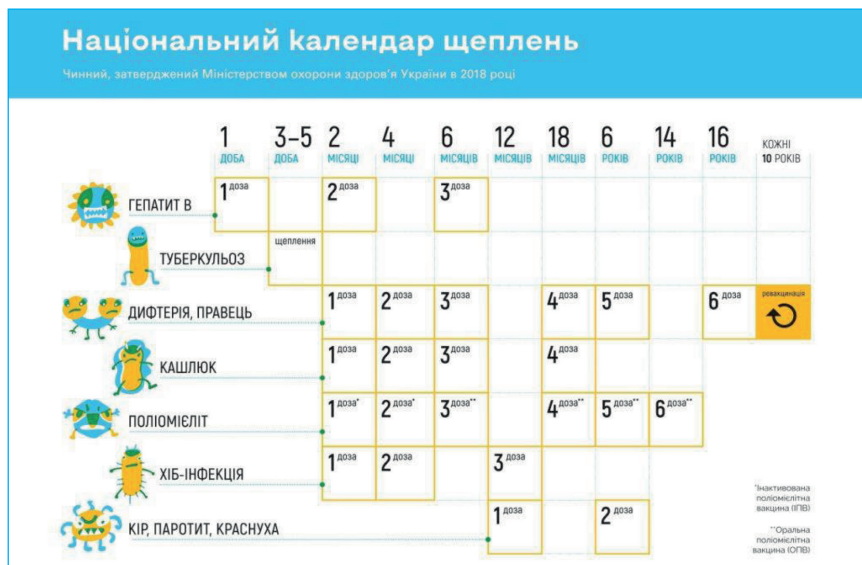 Національний календар щеплень
Чинний, затверджений Міністерством охорони здоров'я України в 2018 році
1 3–5 2 4 6 12 18 6 14 16 КОЖНІ
ДОБА ДОБА МІСЯЦІ МІСЯЦІ МІСЯЦІВ МІСЯЦІВ МІСЯЦІВ РОКІВ РОКІВ РОКІВ 10 РОКІВ
ГЕПАТИТ В 1 доза 2 доза 3 доза
ТУБЕРКУЛЬОЗ щеплення
ДИФТЕРІЯ, ПРАВЕЦЬ 1 доза 2 доза 3 доза 4 доза 5 доза 6 доза ревакцинація
КАШЛЮК 1 доза 2 доза 3 доза 4 доза
ПОЛІОМІЄЛІТ 1 доза* 2 доза* 3 доза** 4 доза** 5 доза** 6 доза**
ХІБ-ІНФЕКЦІЯ 1 доза 2 доза 3 доза
КІР, ПАРОТИТ, КРАСНУХА 1 доза 2 доза
*Інактивована
поліомієлітна
вакцина (ІПВ)
**Оральна
поліомієлітна
вакцина (ОПВ)